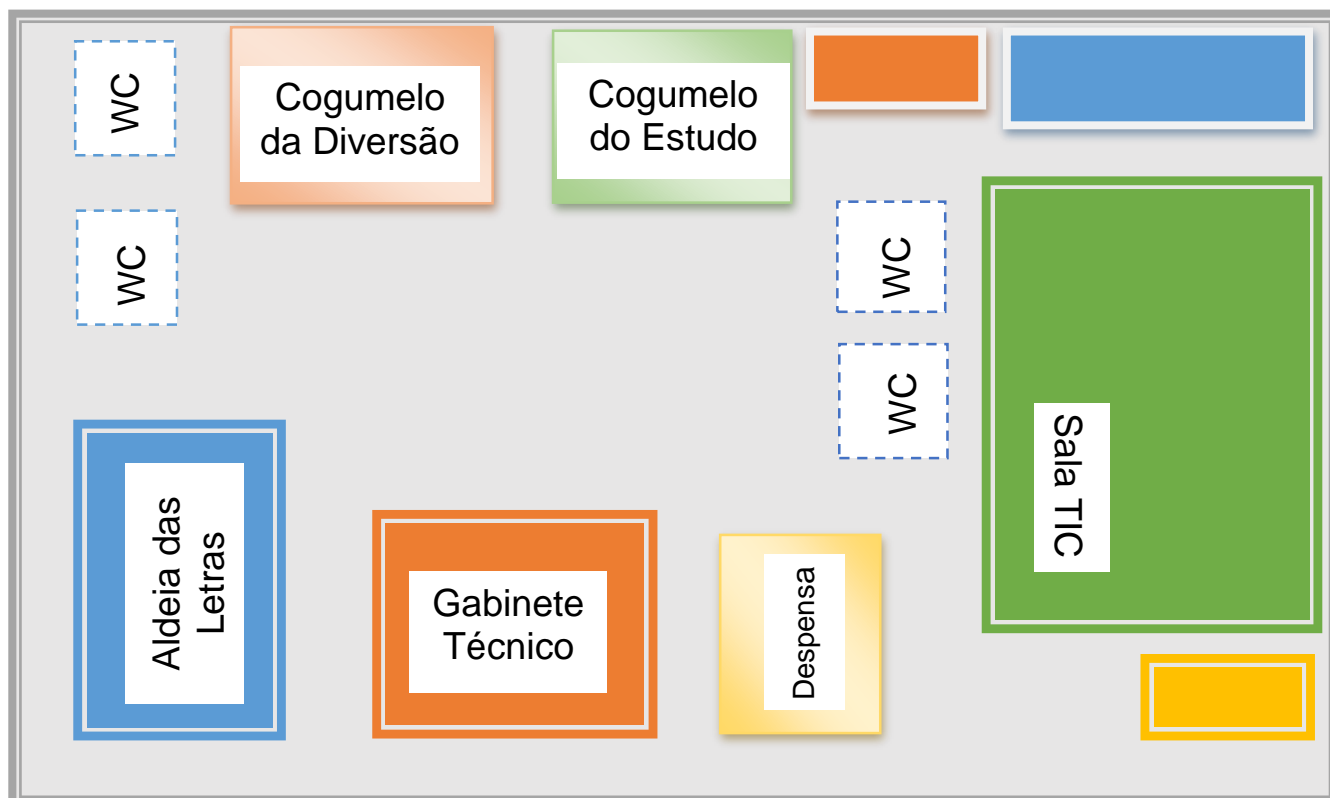 WC
Cogumelo
da Diversão
Cogumelo
do Estudo
WC
WC
WC
Aldeia das
Letras
Gabinete
Técnico
Despensa
Sala TIC